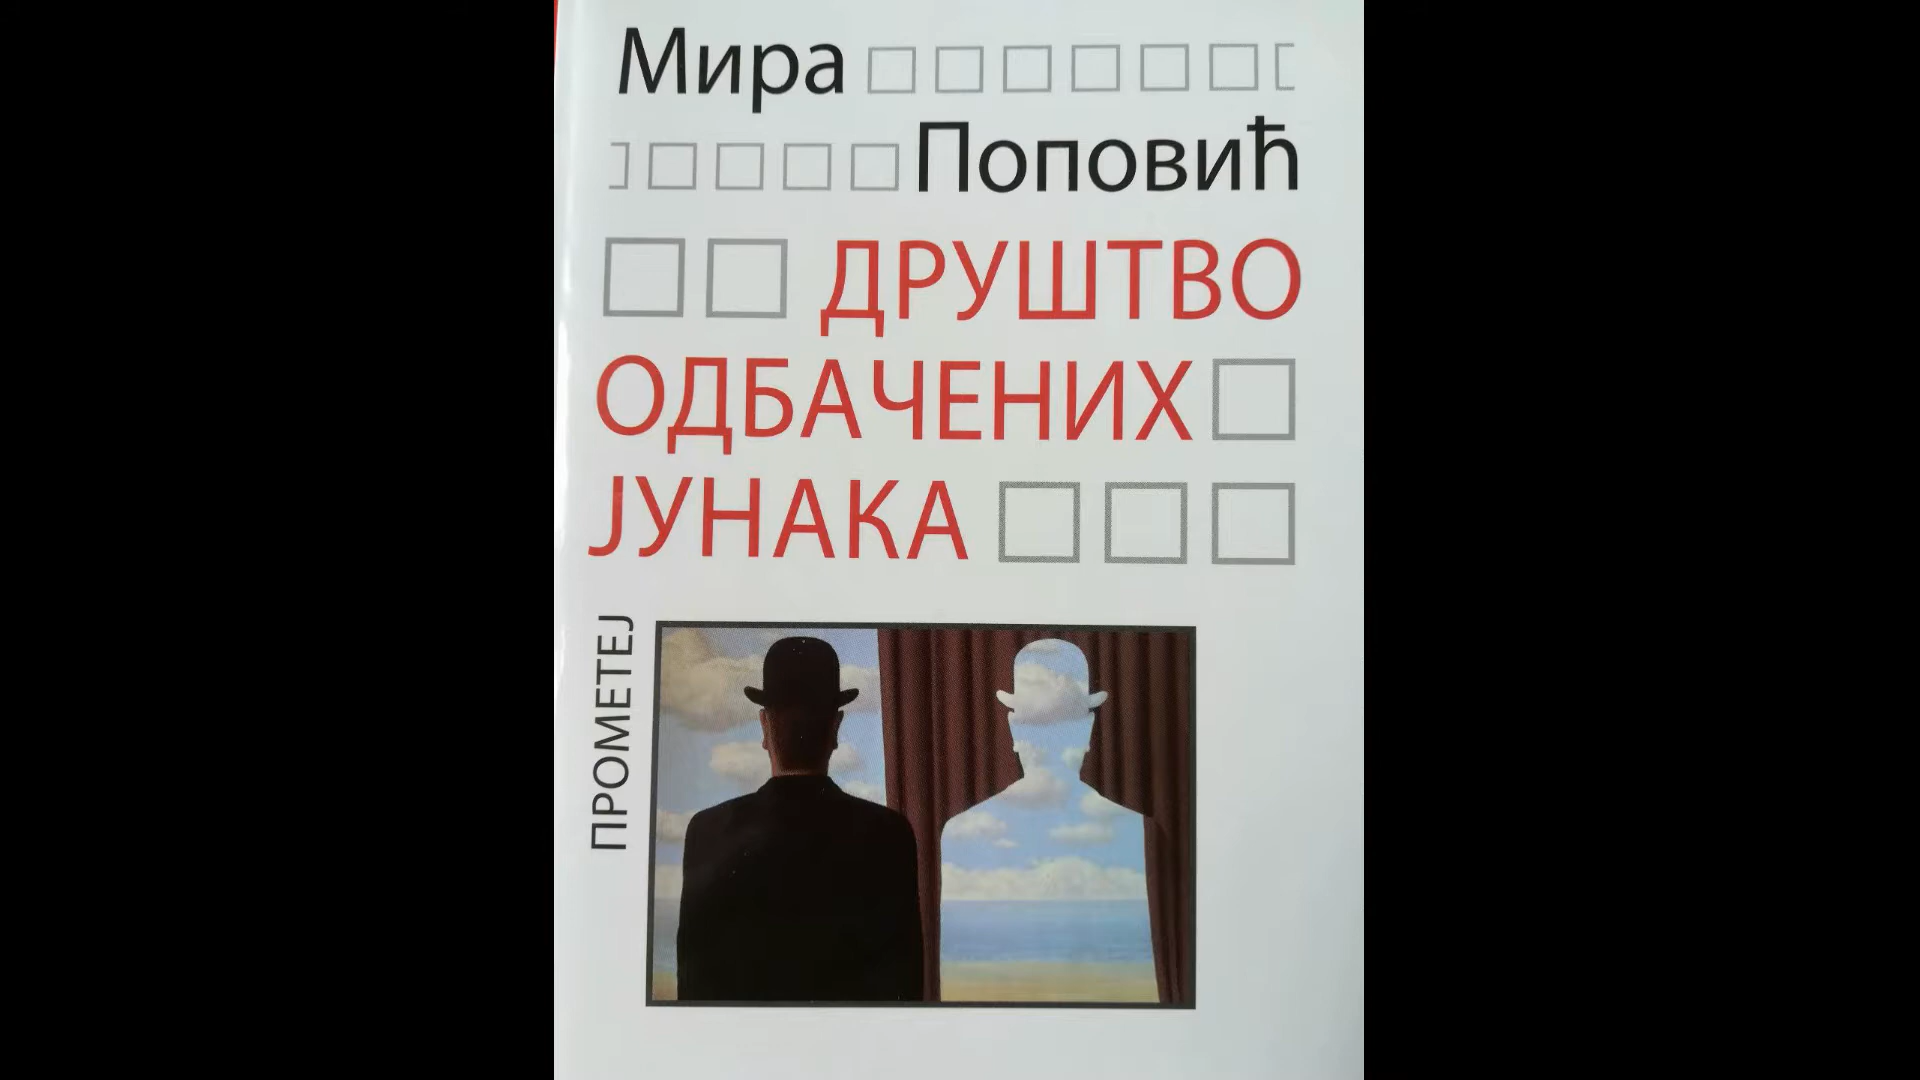 Мира
Поповић
ДРУШТВО
ОДБАЧЕНИХ
ЈУНАКА
ПРОМЕТЕЈ